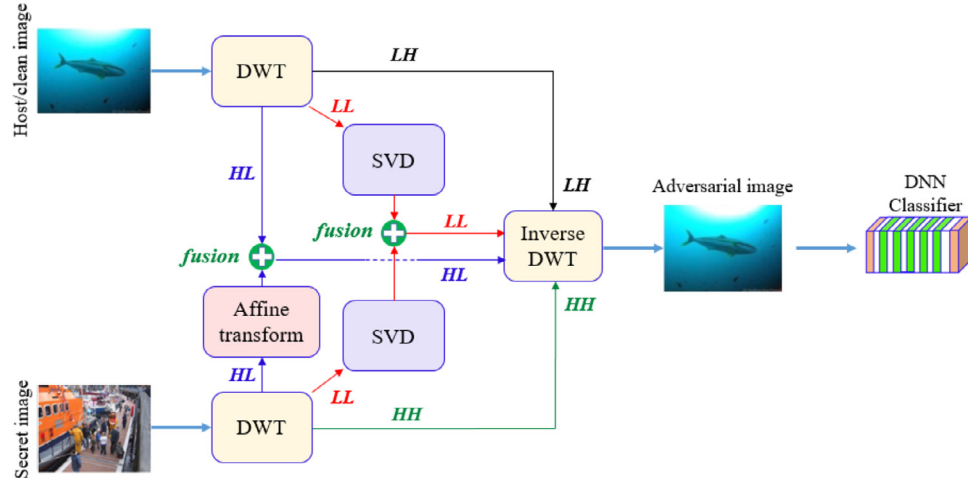 Host/clean image
DWT
LH
LL
SVD
HL
LH
Adversarial image
DNN
Classifier
fusion
LL
Inverse
DWT
fusion
HL
HH
Affine
transform
SVD
HL
LL
Secret image
DWT
HH